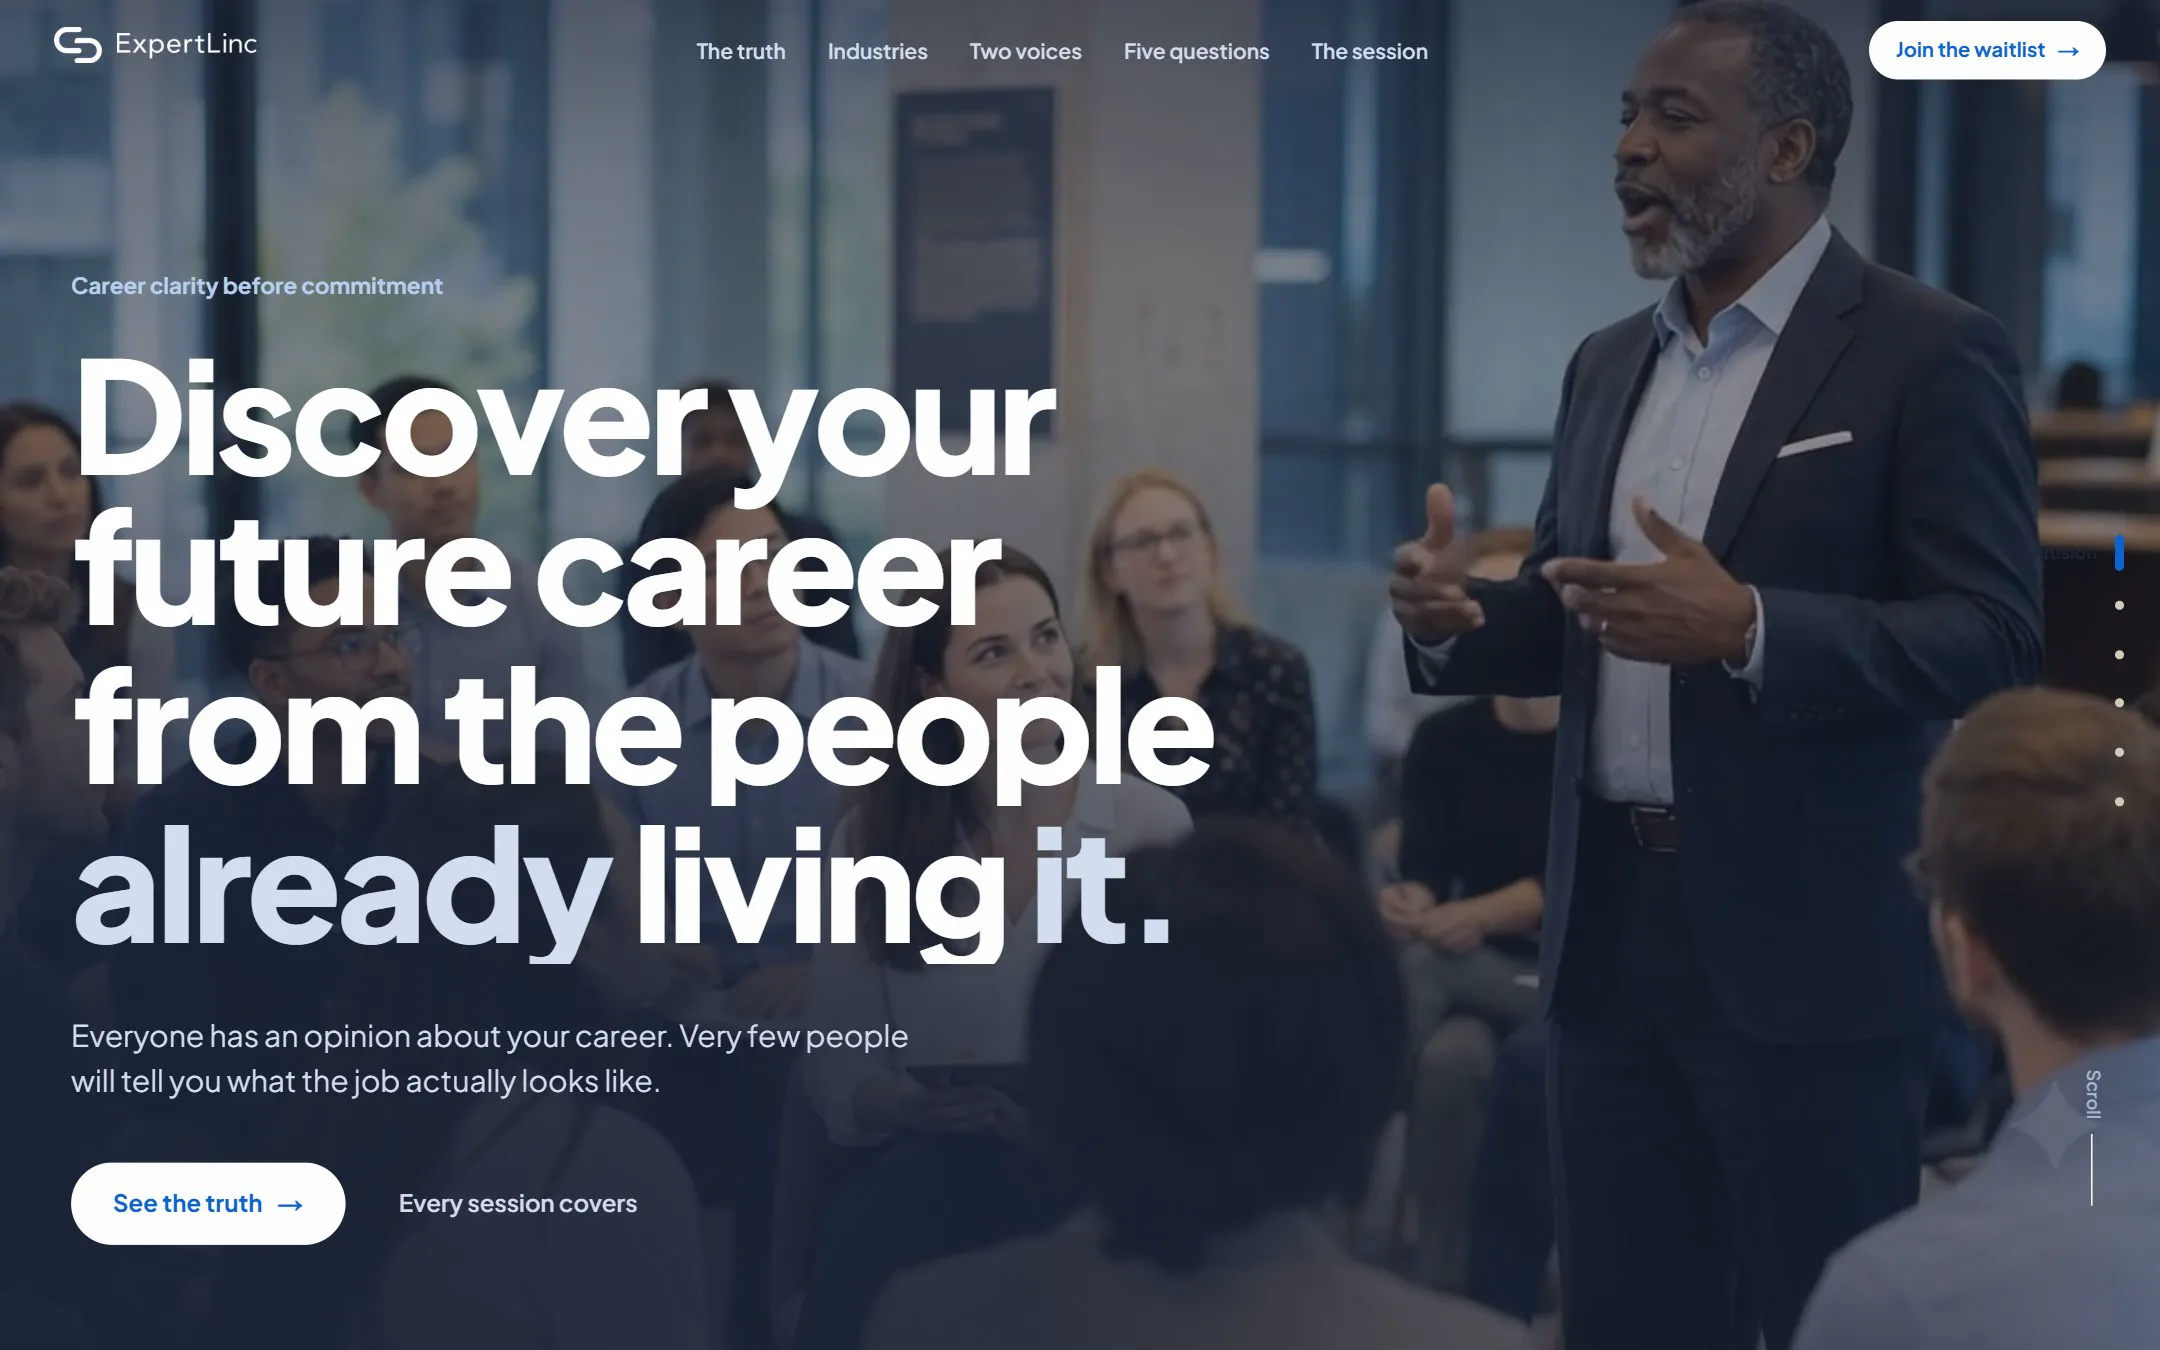 ExpertLinc
The truth
Industries
Two voices
Five questions
The session
Join the waitlist →
Career clarity before commitment
Discover your
future career
from the people
already living it.
Everyone has an opinion about your career. Very few people
will tell you what the job actually looks like.
See the truth →
Every session covers
Scroll